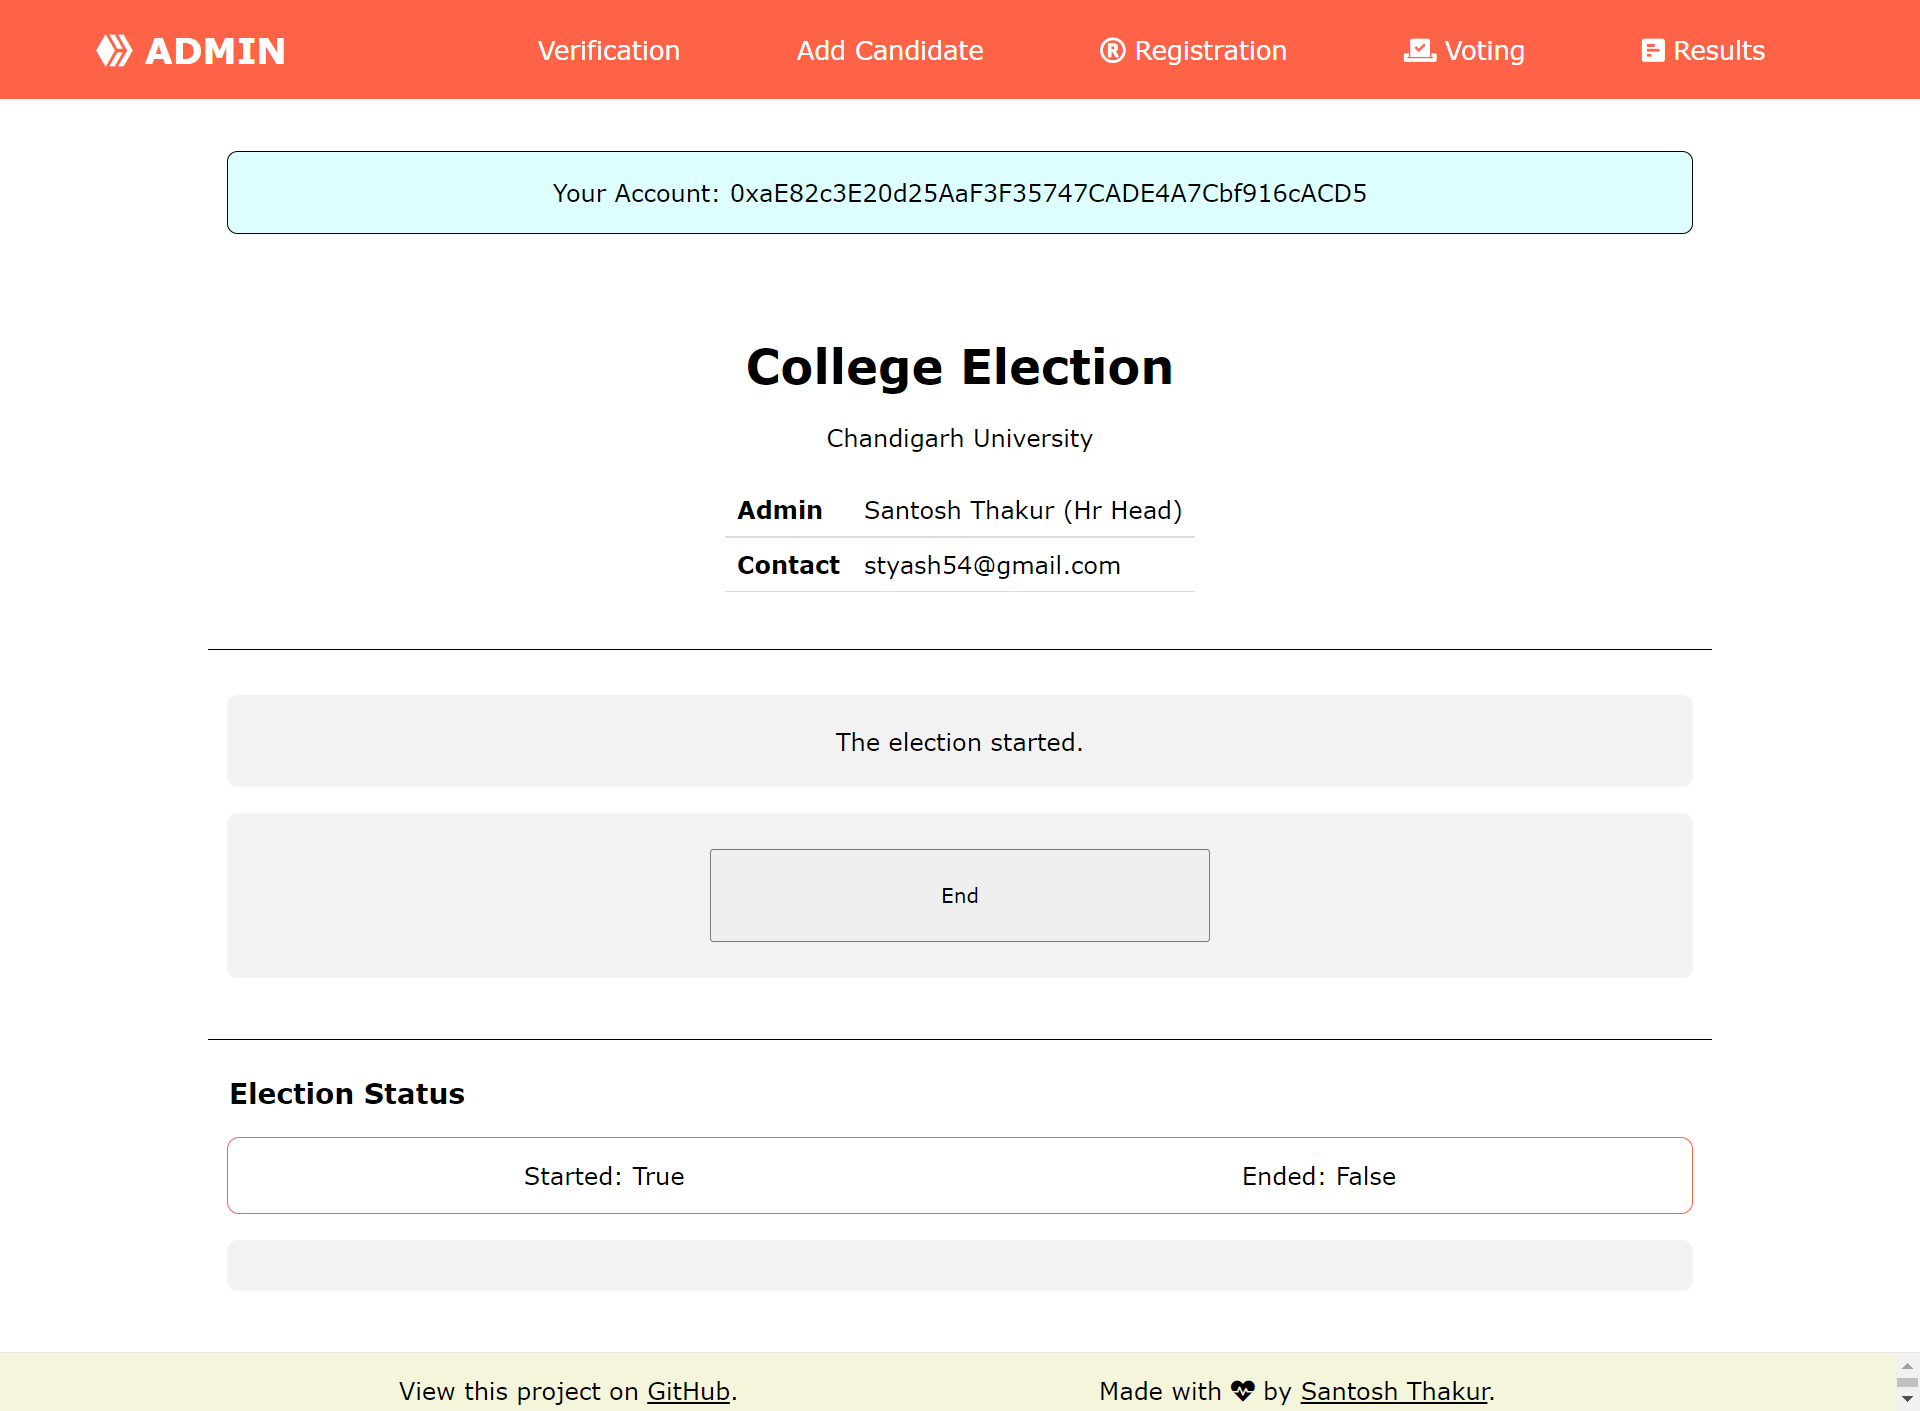 ADMIN Verification Add Candidate Registration Voting Results
Your Account: 0xaE82c3E20d25AaF3F35747CADE4A7Cbf916cACD5
College Election
Chandigarh University
Admin Santosh Thakur (Hr Head)
Contact styash54@gmail.com
The election started.
End
Election Status
Started: True Ended: False
View this project on GitHub. Made with by Santosh Thakur.